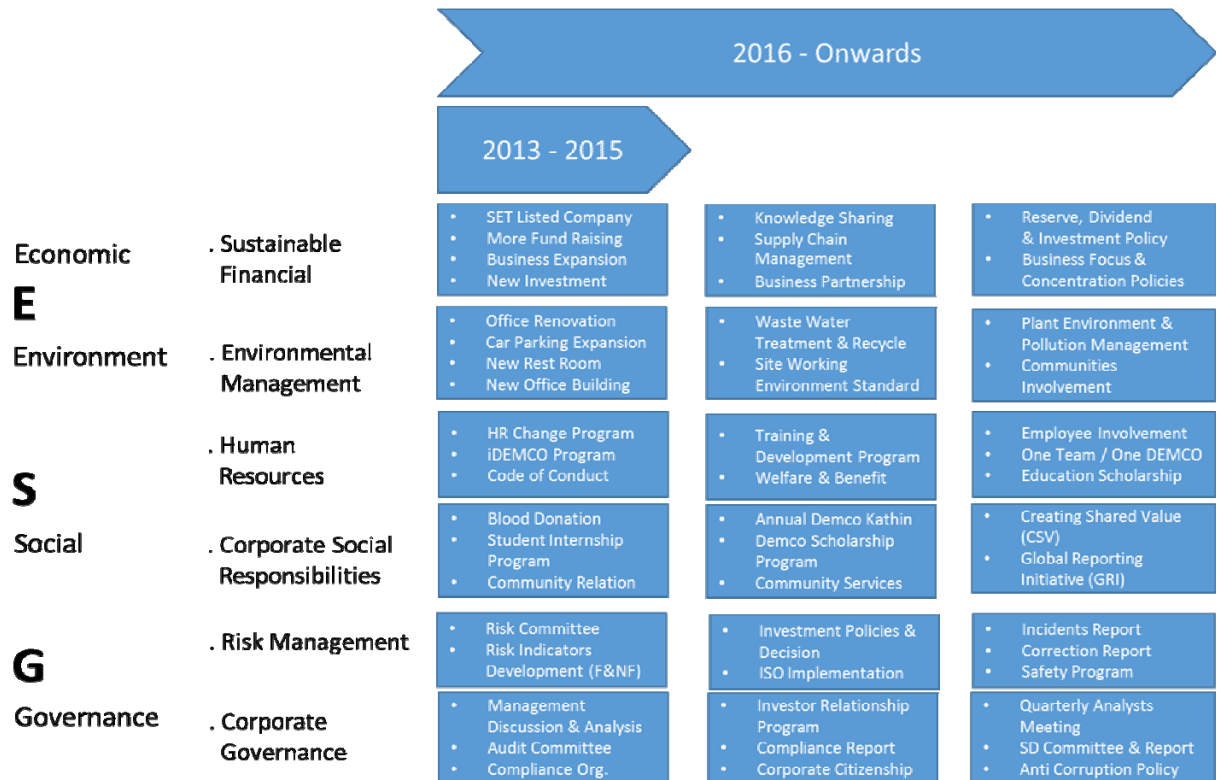 2016 - Onwards
2013 - 2015
Economic
E
Environment
. Sustainable
Financial
• SET Listed Company
• More Fund Raising
• Business Expansion
• New Investment
• Knowledge Sharing
• Supply Chain
Management
• Business Partnership
• Reserve, Dividend
& Investment Policy
• Business Focus &
Concentration Policies
. Environmental
Management
• Office Renovation
• Car Parking Expansion
• New Rest Room
• New Office Building
• Waste Water
Treatment & Recycle
• Site Working
Environment Standard
• Plant Environment &
Pollution Management
• Communities
Involvement
S
Social
. Human
Resources
• HR Change Program
• iDEMCO Program
• Code of Conduct
• Training &
Development Program
• Welfare & Benefit
• Employee Involvement
• One Team / One DEMCO
• Education Scholarship
. Corporate Social
Responsibilities
• Blood Donation
• Student Internship
Program
• Community Relation
• Annual Demco Kathin
• Demco Scholarship
Program
• Community Services
• Creating Shared Value
(CSV)
• Global Reporting
Initiative (GRI)
G
Governance
. Risk Management
• Risk Committee
• Risk Indicators
Development (F&NF)
• Investment Policies &
Decision
• ISO Implementation
• Incidents Report
• Correction Report
• Safety Program
. Corporate
Governance
• Management
Discussion & Analysis
• Audit Committee
• Compliance Org.
• Investor Relationship
Program
• Compliance Report
• Corporate Citizenship
• Quarterly Analysts
Meeting
• SD Committee & Report
• Anti Corruption Policy